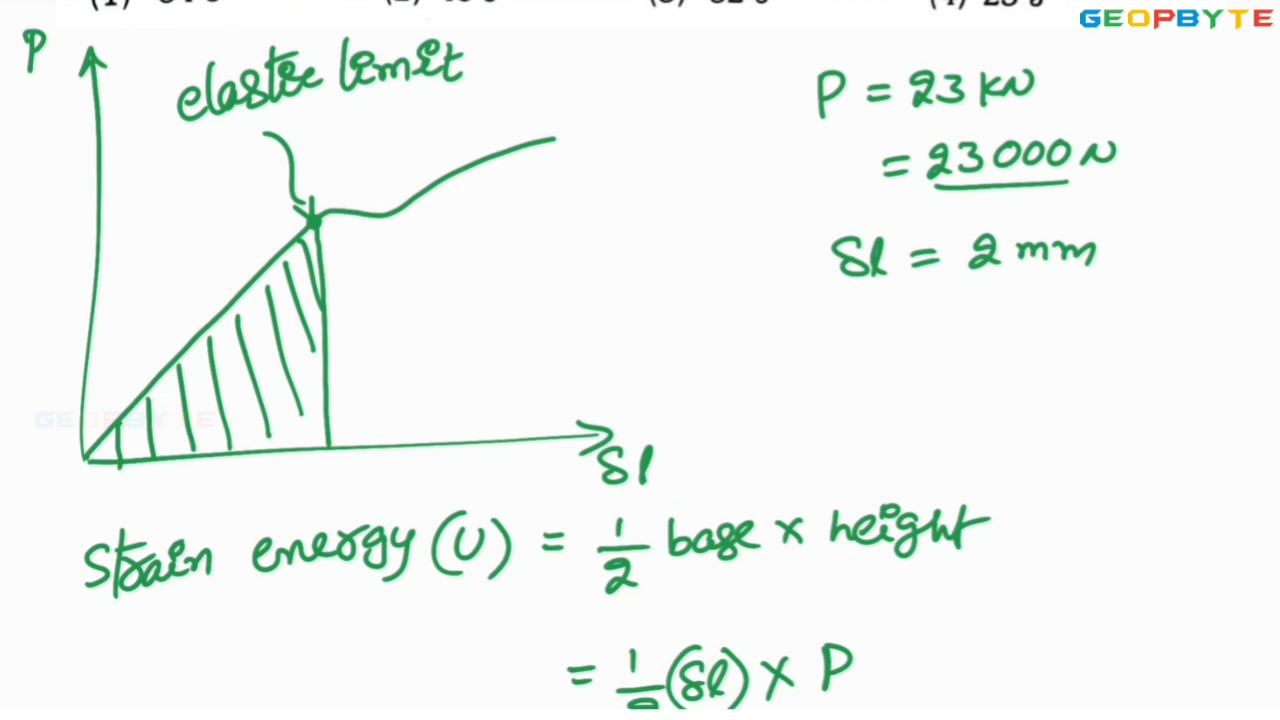 GEOPBYTE
P
elastic limit
P = 23 KN
= 23000 N
δl = 2 mm
GEOPBYTE
δl
Strain energy (U) = 1/2 base × height
= 1/2 (δl) × P